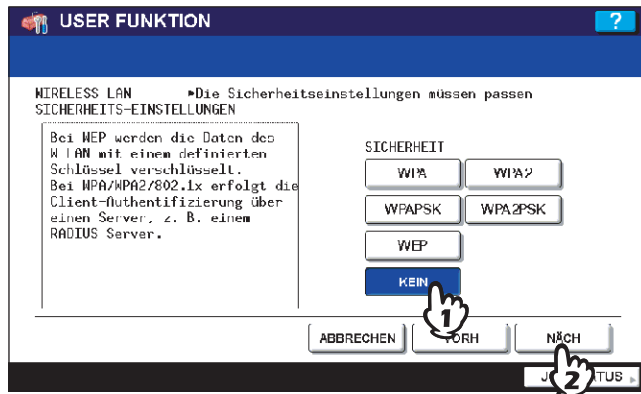 USER FUNKTION
?
WIRELESS LAN ►Die Sicherheitseinstellungen müssen passen
SICHERHEITS-EINSTELLUNGEN
Bei WEP werden die Daten des
W LAN mit einem definierten
Schlüssel verschlüsselt.
Bei WPA/WPA2/802.1x erfolgt die
Client-Authentifizierung über
einen Server, z. B. einem
RADIUS Server.
SICHERHEIT
WPA WPA2
WPAPSK WPA2PSK
WEP
KEIN
1
ABBRECHEN VORH NÄCH
2